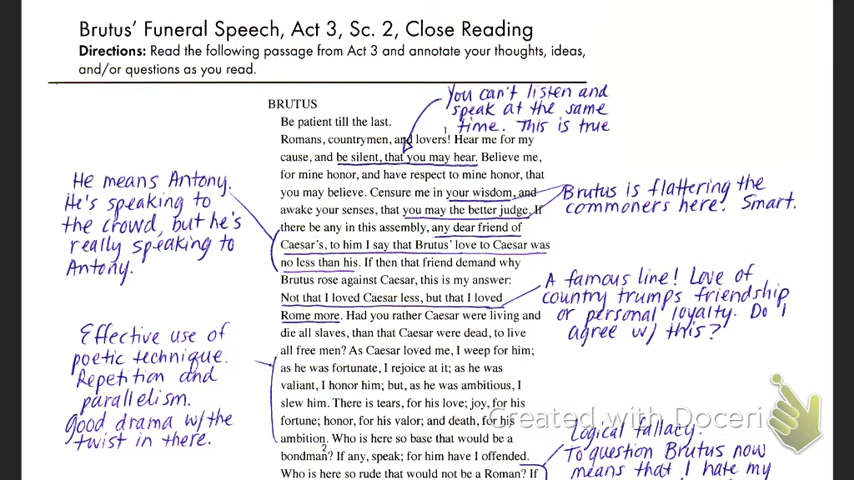 Brutus' Funeral Speech, Act 3, Sc. 2, Close Reading
Directions: Read the following passage from Act 3 and annotate your thoughts, ideas,
and/or questions as you read.
BRUTUS
Be patient till the last.
Romans, countrymen, and lovers! Hear me for my
1
cause, and be silent, that you may hear. Believe me,
for mine honor, and have respect to mine honor, that
you may believe. Censure me in your wisdom, and
awake your senses, that you may the better judge. If
there be any in this assembly, any dear friend of
Caesar's, to him I say that Brutus' love to Caesar was
no less than his. If then that friend demand why
Brutus rose against Caesar, this is my answer:
Not that I loved Caesar less, but that I loved
Rome more. Had you rather Caesar were living and
die all slaves, than that Caesar were dead, to live
all free men? As Caesar loved me, I weep for him;
as he was fortunate, I rejoice at it; as he was
valiant, I honor him; but, as he was ambitious, I
slew him. There is tears, for his love; joy, for his
fortune; honor, for his valor; and death, for his
ambition. Who is here so base that would be a
bondman? If any, speak; for him have I offended.
2
Who is here so rude that would not be a Roman? If
You can't listen and
speak at the same
time. This is true
He means Antony.
He's speaking to
the crowd, but he's
really speaking to
Antony.
Brutus is flattering the
commoners here. Smart.
A famous line! Love of
country trumps friendship
or personal loyalty. Do I
agree w/ this?
Effective use of
poetic technique.
Repetition and
parallelism.
Good drama w/ the
twist in there.
Logical fallacy.
To question Brutus now
means that I hate my
Created with Doceri